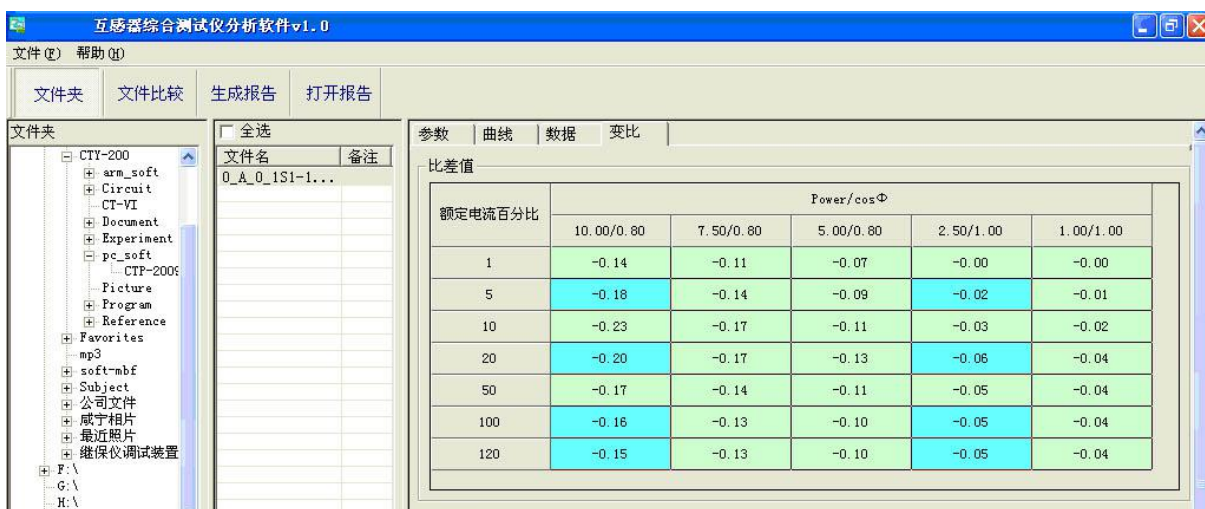 互感器综合测试仪分析软件v1.0
文件(F) 帮助(H)
文件夹 文件比较 生成报告 打开报告
文件夹
CTY-200
arm_soft
Circuit
CT-VI
Document
Experiment
pc_soft
CTP-2009
Picture
Program
Reference
Favorites
mp3
soft-mbf
Subject
公司文件
咸宁相片
最近照片
继保仪调试装置
F:\
G:\
H:\
全选
文件名 备注
0_A_0_1S1-1...
参数 曲线 数据 变比
比差值
额定电流百分比 Power/cosΦ
10.00/0.80 7.50/0.80 5.00/0.80 2.50/1.00 1.00/1.00
1 -0.14 -0.11 -0.07 -0.00 -0.00
5 -0.18 -0.14 -0.09 -0.02 -0.01
10 -0.23 -0.17 -0.11 -0.03 -0.02
20 -0.20 -0.17 -0.13 -0.06 -0.04
50 -0.17 -0.14 -0.11 -0.05 -0.04
100 -0.16 -0.13 -0.10 -0.05 -0.04
120 -0.15 -0.13 -0.10 -0.05 -0.04